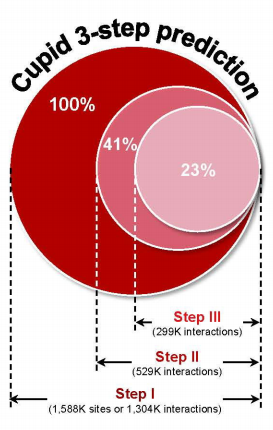 Cupid 3-step prediction
100%
41%
23%
Step III
(299K interactions)
Step II
(529K interactions)
Step I
(1,588K sites or 1,304K interactions)